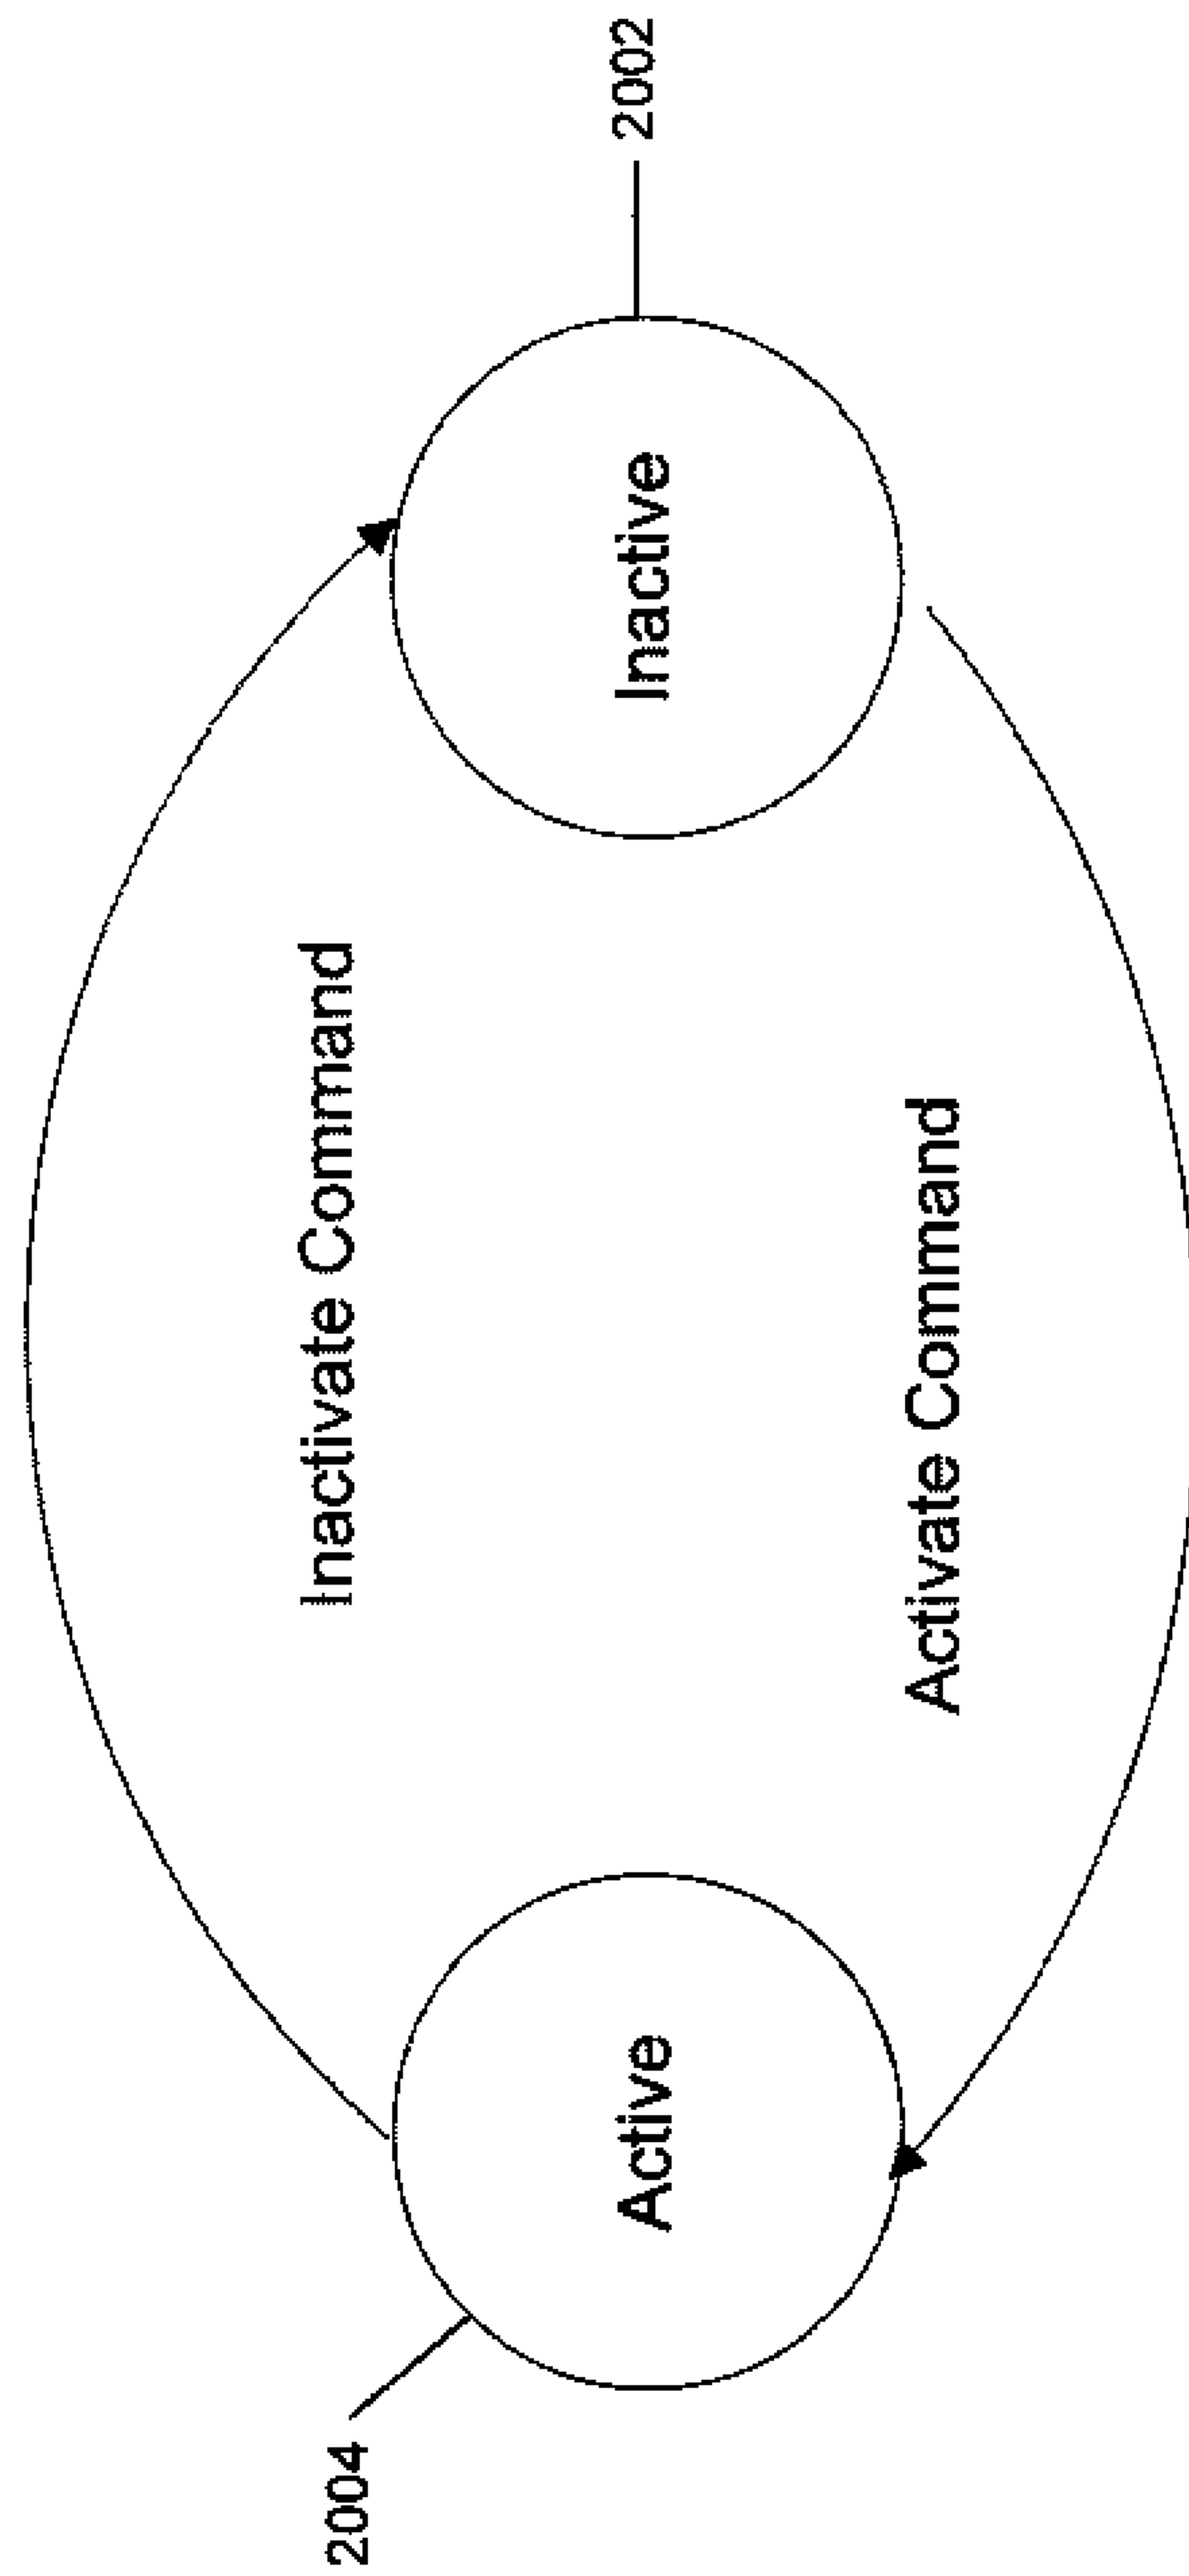 Inactivate Command
2004
Active
Inactive
2002
Activate Command